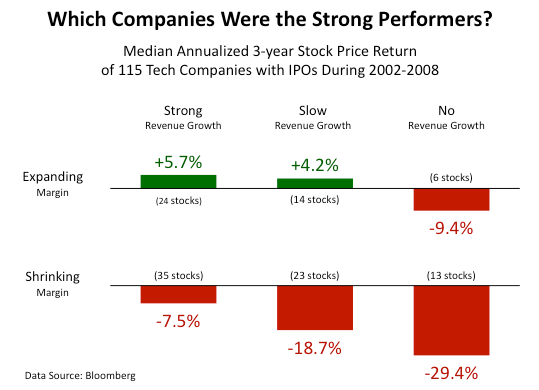 Which Companies Were the Strong Performers?
Median Annualized 3-year Stock Price Return
of 115 Tech Companies with IPOs During 2002-2008
Strong Slow No
Revenue Growth Revenue Growth Revenue Growth
+5.7% +4.2% (6 stocks)
Expanding
Margin
(24 stocks) (14 stocks)
-9.4%
Shrinking
Margin
(35 stocks) (23 stocks) (13 stocks)
-7.5%
-18.7%
-29.4%
Data Source: Bloomberg